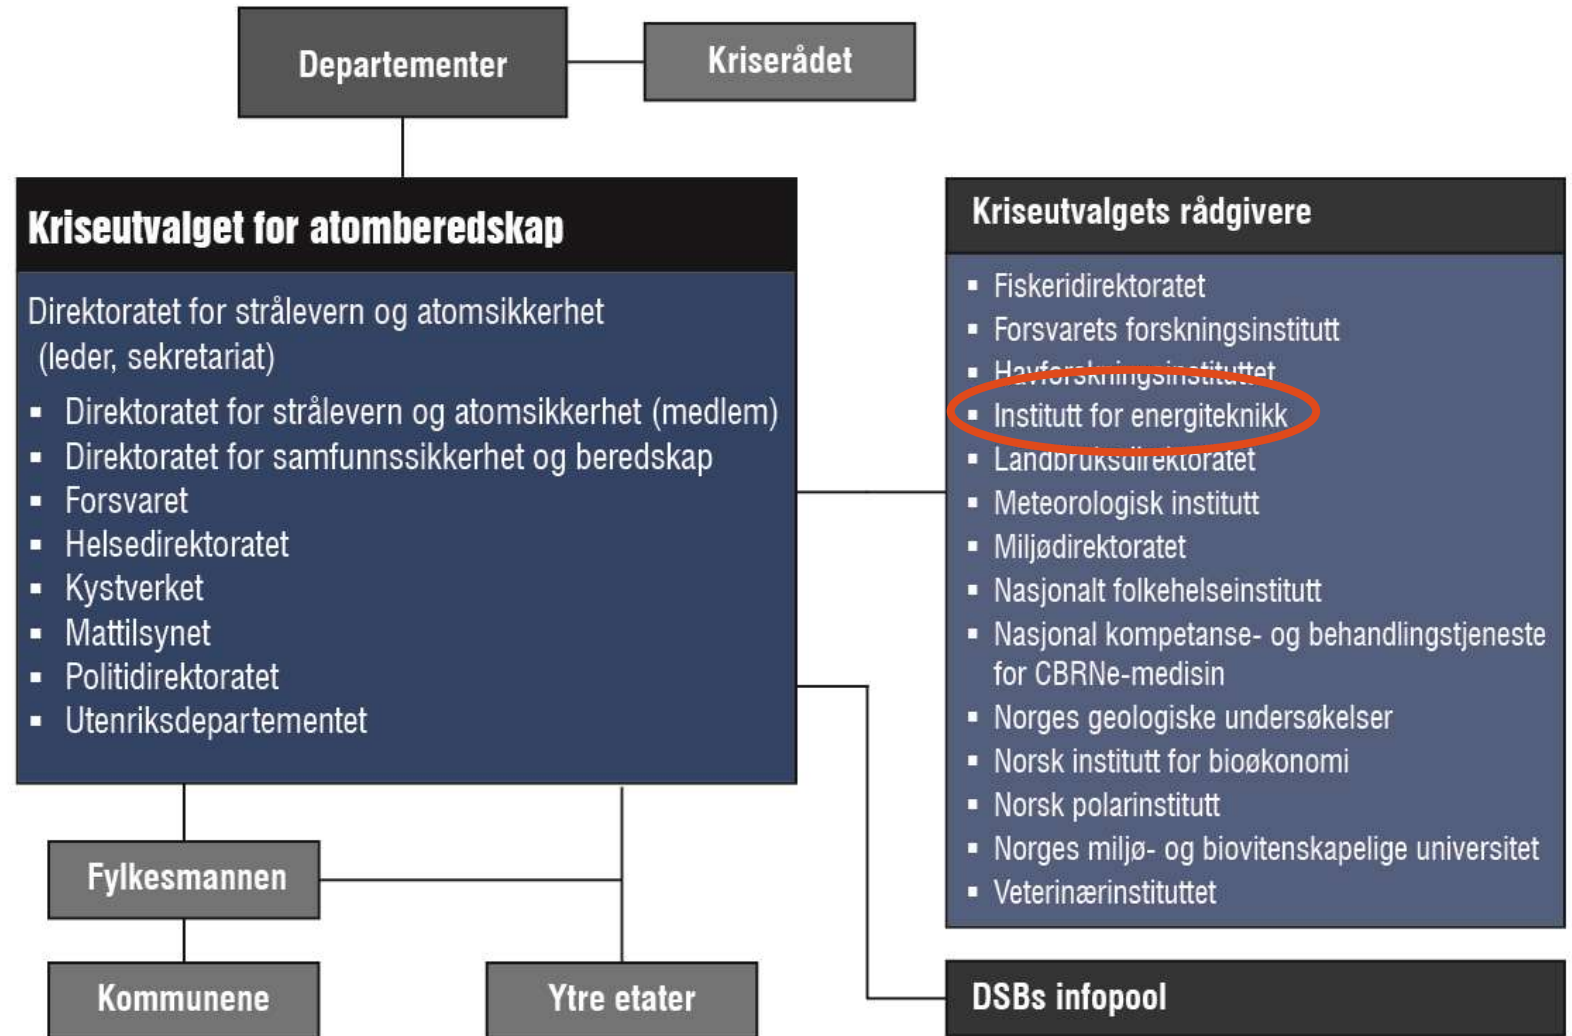 Departementer
Kriserådet
Kriseutvalget for atomberedskap
Direktoratet for strålevern og atomsikkerhet
(leder, sekretariat)
▪ Direktoratet for strålevern og atomsikkerhet (medlem)
▪ Direktoratet for samfunnssikkerhet og beredskap
▪ Forsvaret
▪ Helsedirektoratet
▪ Kystverket
▪ Mattilsynet
▪ Politidirektoratet
▪ Utenriksdepartementet
Kriseutvalgets rådgivere
▪ Fiskeridirektoratet
▪ Forsvarets forskningsinstitutt
▪ Havforskningsinstituttet
▪ Institutt for energiteknikk
▪ Landbruksdirektoratet
▪ Meteorologisk institutt
▪ Miljødirektoratet
▪ Nasjonalt folkehelseinstitutt
▪ Nasjonal kompetanse- og behandlingstjeneste
for CBRNe-medisin
▪ Norges geologiske undersøkelser
▪ Norsk institutt for bioøkonomi
▪ Norsk polarinstitutt
▪ Norges miljø- og biovitenskapelige universitet
▪ Veterinærinstituttet
Fylkesmannen
Kommunene
Ytre etater
DSBs infopool